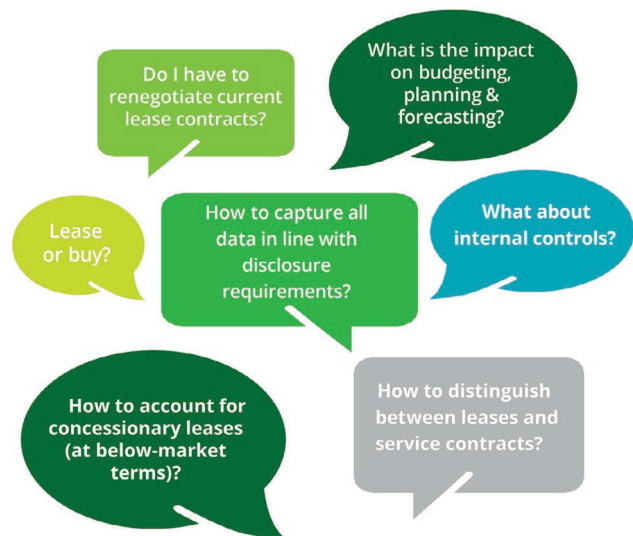 Do I have to
renegotiate current
lease contracts?
What is the impact
on budgeting,
planning &
forecasting?
Lease
or buy?
How to capture all
data in line with
disclosure
requirements?
What about
internal controls?
How to account for
concessionary leases
(at below-market
terms)?
How to distinguish
between leases and
service contracts?